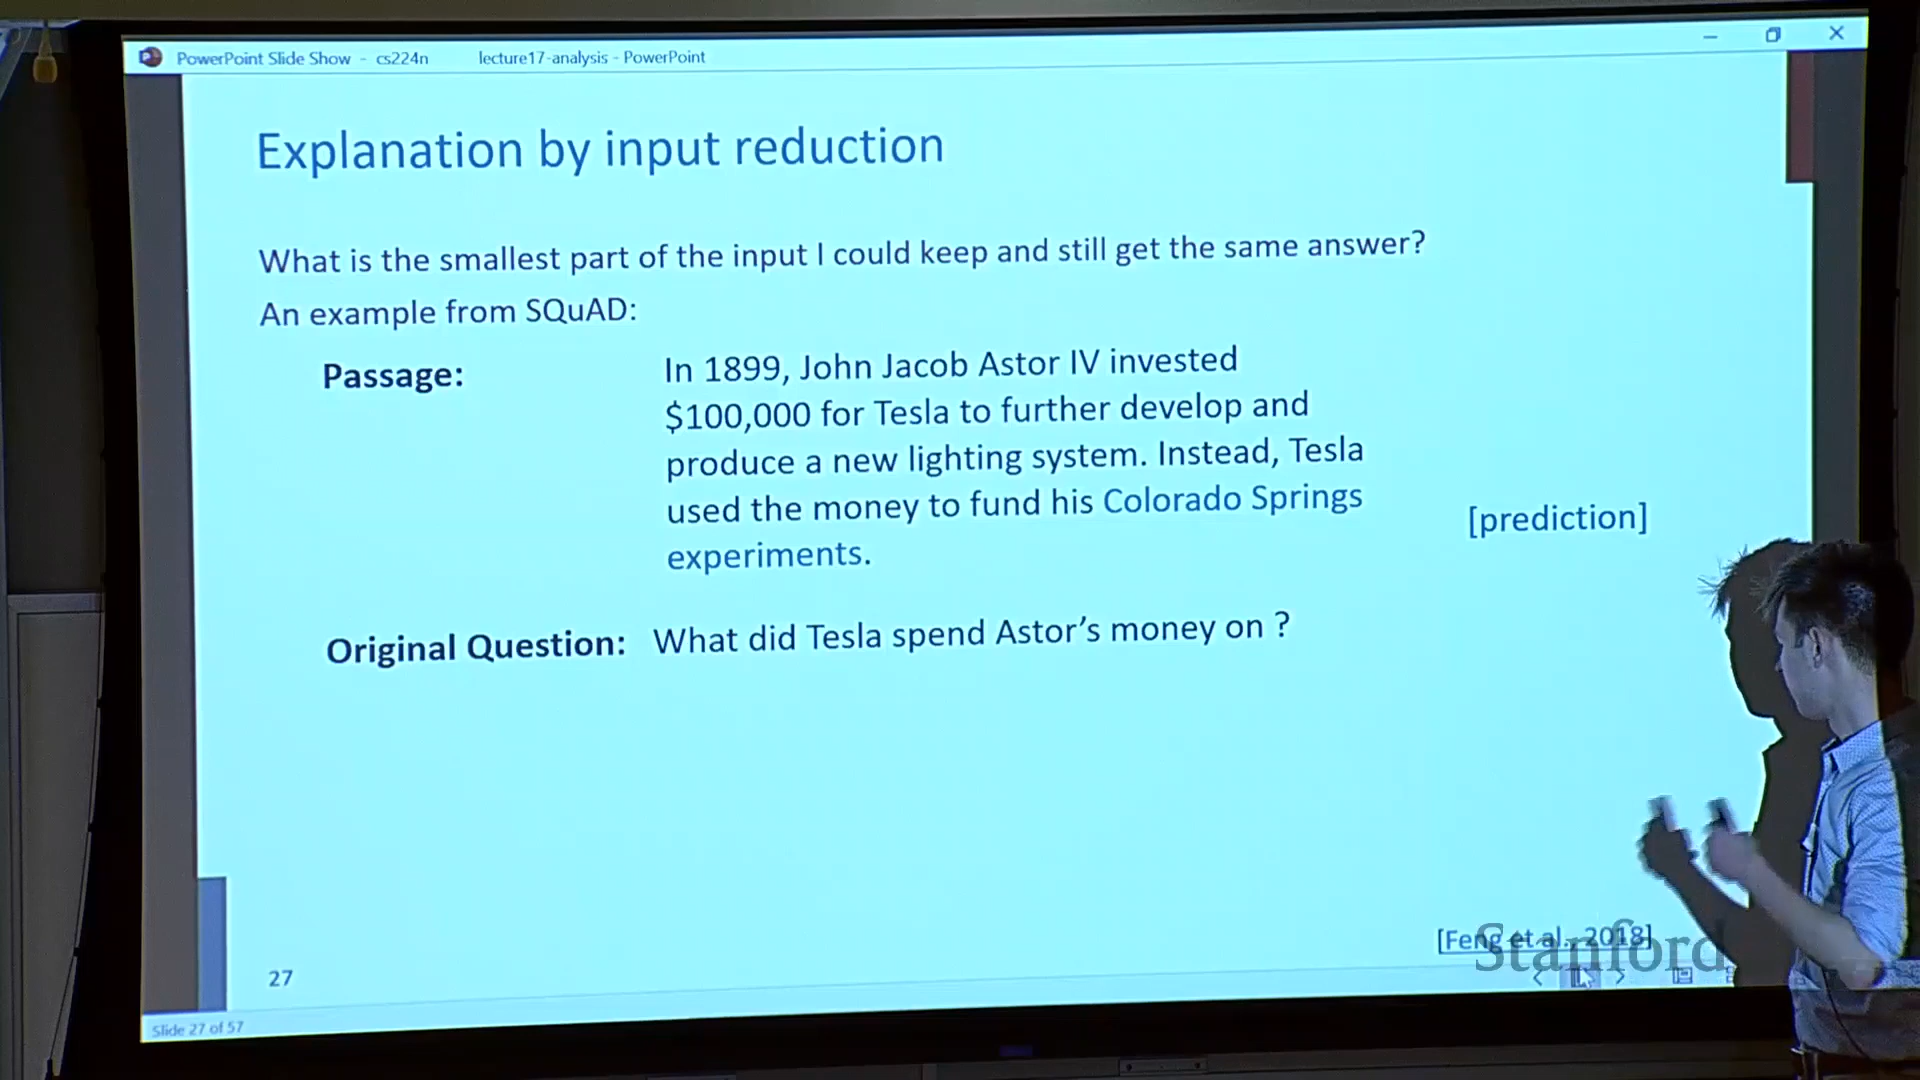 PowerPoint Slide Show - cs224n lecture17-analysis - PowerPoint
Explanation by input reduction
What is the smallest part of the input I could keep and still get the same answer?
An example from SQuAD:
Passage: In 1899, John Jacob Astor IV invested
$100,000 for Tesla to further develop and
produce a new lighting system. Instead, Tesla
used the money to fund his Colorado Springs
experiments.
[prediction]
Original Question: What did Tesla spend Astor’s money on ?
[Feng et al., 2018]
Stanford
27
Slide 27 of 57